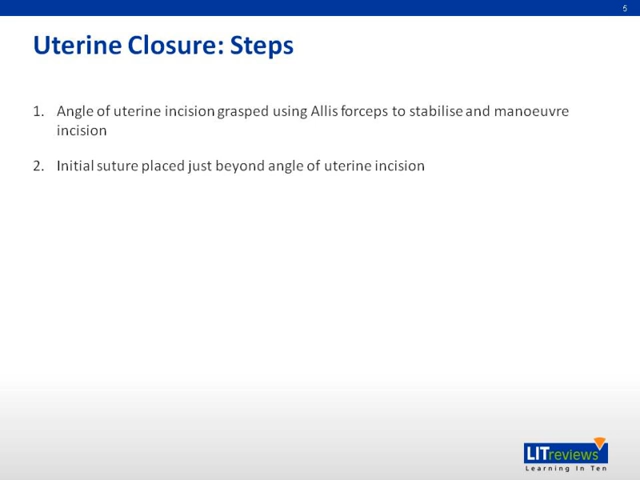 5
Uterine Closure: Steps
1. Angle of uterine incision grasped using Allis forceps to stabilise and manoeuvre
incision
2. Initial suture placed just beyond angle of uterine incision
LITreviews
Learning In Ten